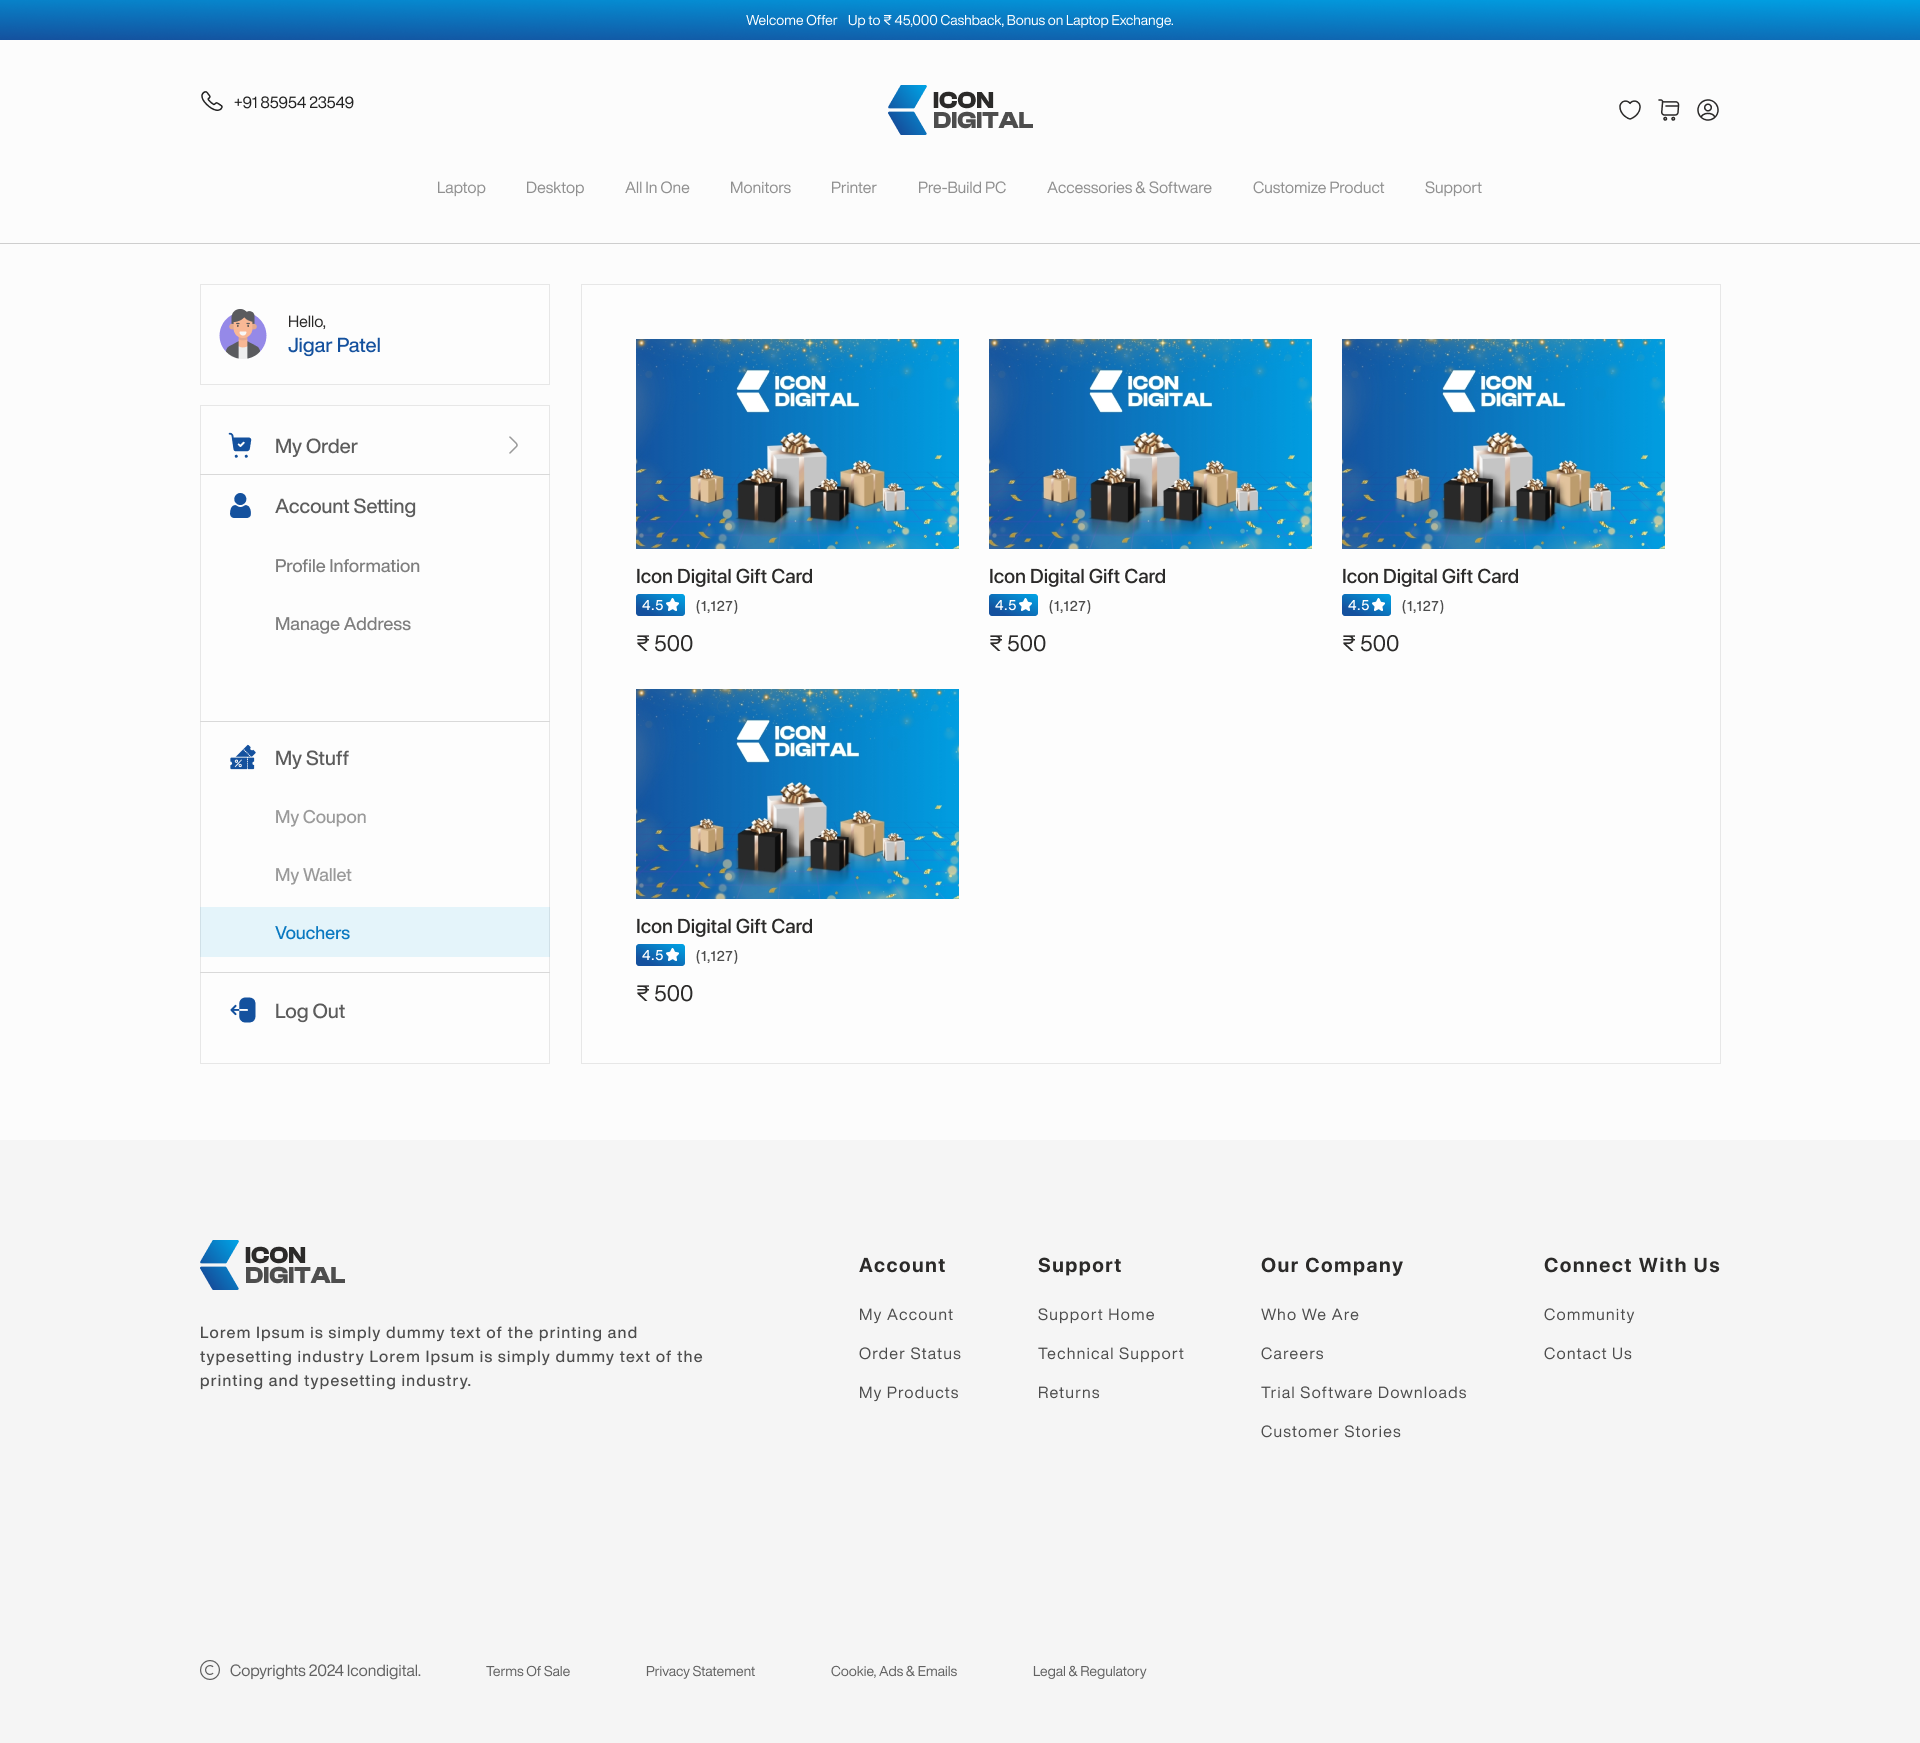 Welcome Offer Up to ₹ 45,000 Cashback, Bonus on Laptop Exchange.
+91 85954 23549
ICON
DIGITAL
Laptop Desktop All In One Monitors Printer Pre-Build PC Accessories & Software Customize Product Support
Hello,
Jigar Patel
My Order
Account Setting
Profile Information
Manage Address
My Stuff
My Coupon
My Wallet
Vouchers
Log Out
ICON
DIGITAL
Icon Digital Gift Card
4.5 (1,127)
₹ 500
ICON
DIGITAL
Icon Digital Gift Card
4.5 (1,127)
₹ 500
ICON
DIGITAL
Icon Digital Gift Card
4.5 (1,127)
₹ 500
ICON
DIGITAL
Icon Digital Gift Card
4.5 (1,127)
₹ 500
ICON
DIGITAL
Lorem Ipsum is simply dummy text of the printing and
typesetting industry Lorem Ipsum is simply dummy text of the
printing and typesetting industry.
Account
My Account
Order Status
My Products
Support
Support Home
Technical Support
Returns
Our Company
Who We Are
Careers
Trial Software Downloads
Customer Stories
Connect With Us
Community
Contact Us
© Copyrights 2024 Icondigital. Terms Of Sale Privacy Statement Cookie, Ads & Emails Legal & Regulatory